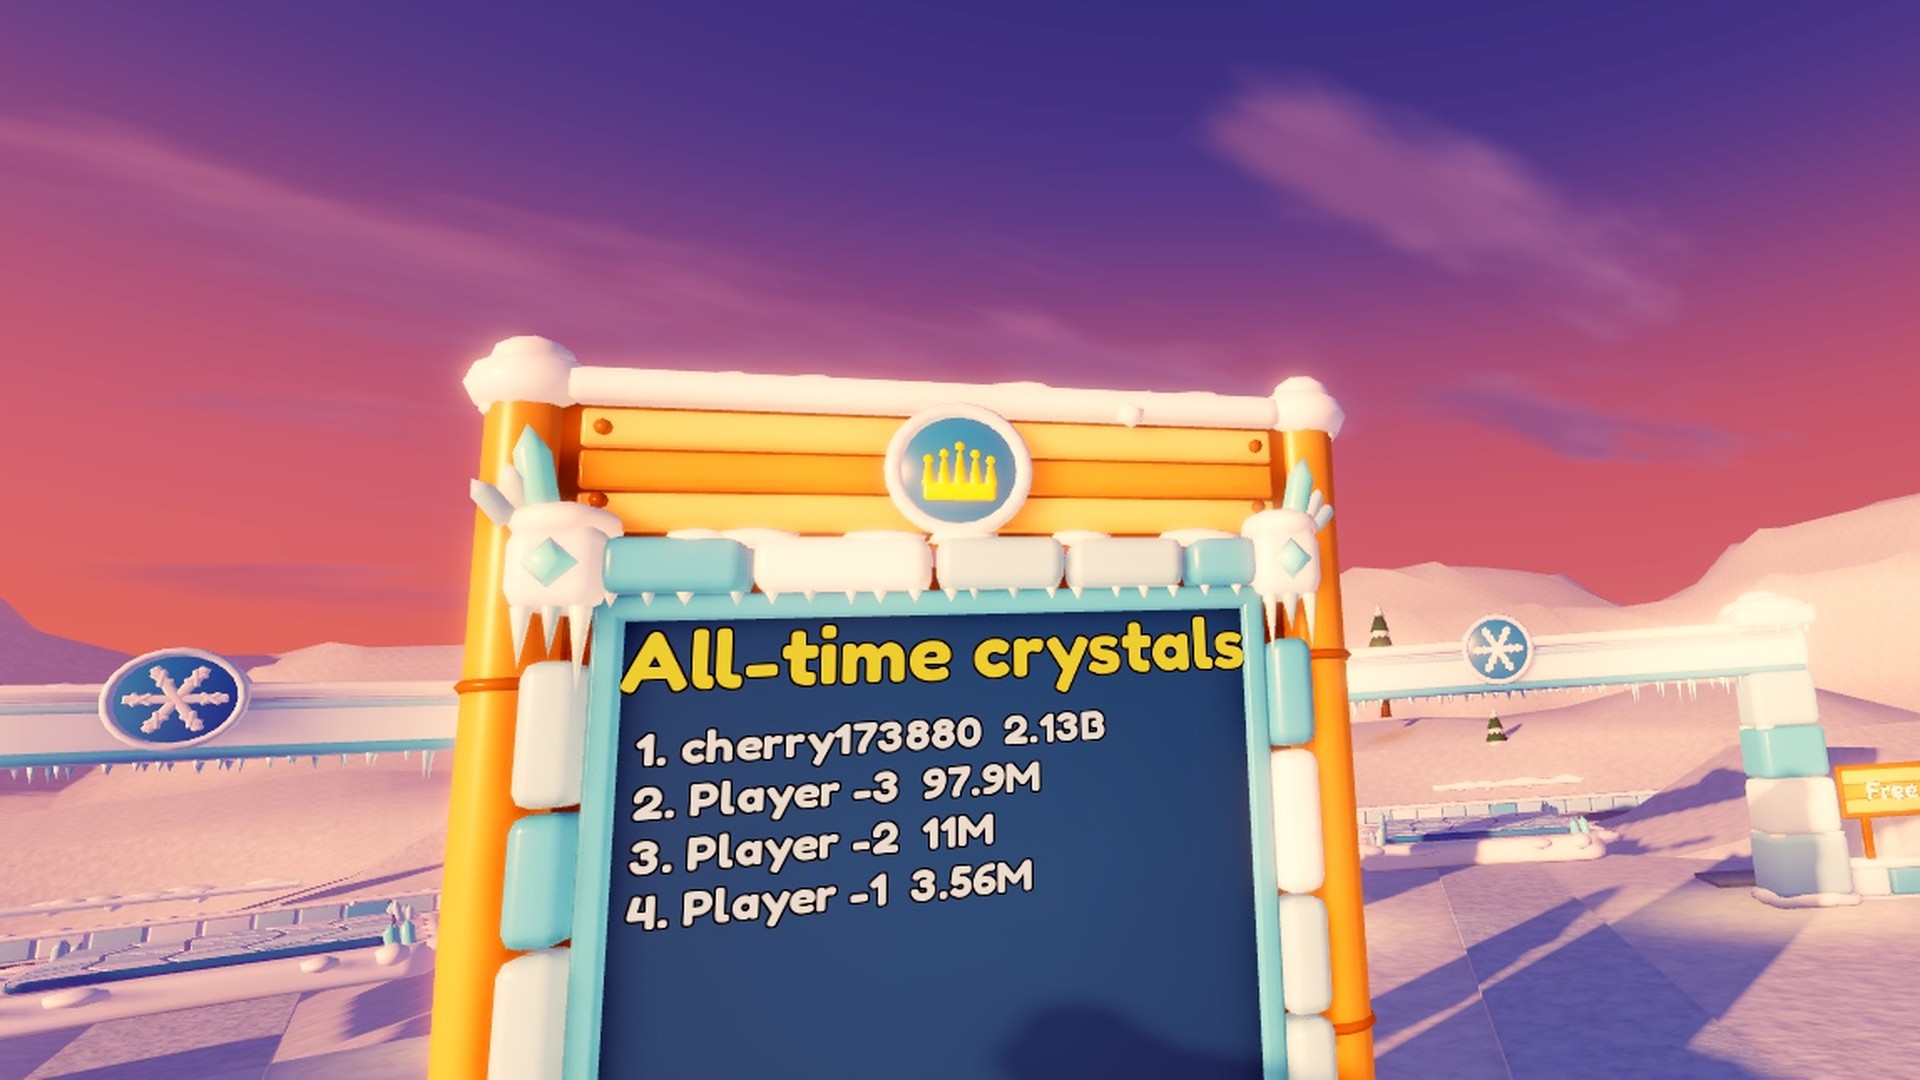 All-time crystals
1. cherry173880 2.13B
2. Player -3 97.9M
3. Player -2 11M
4. Player -1 3.56M
Free